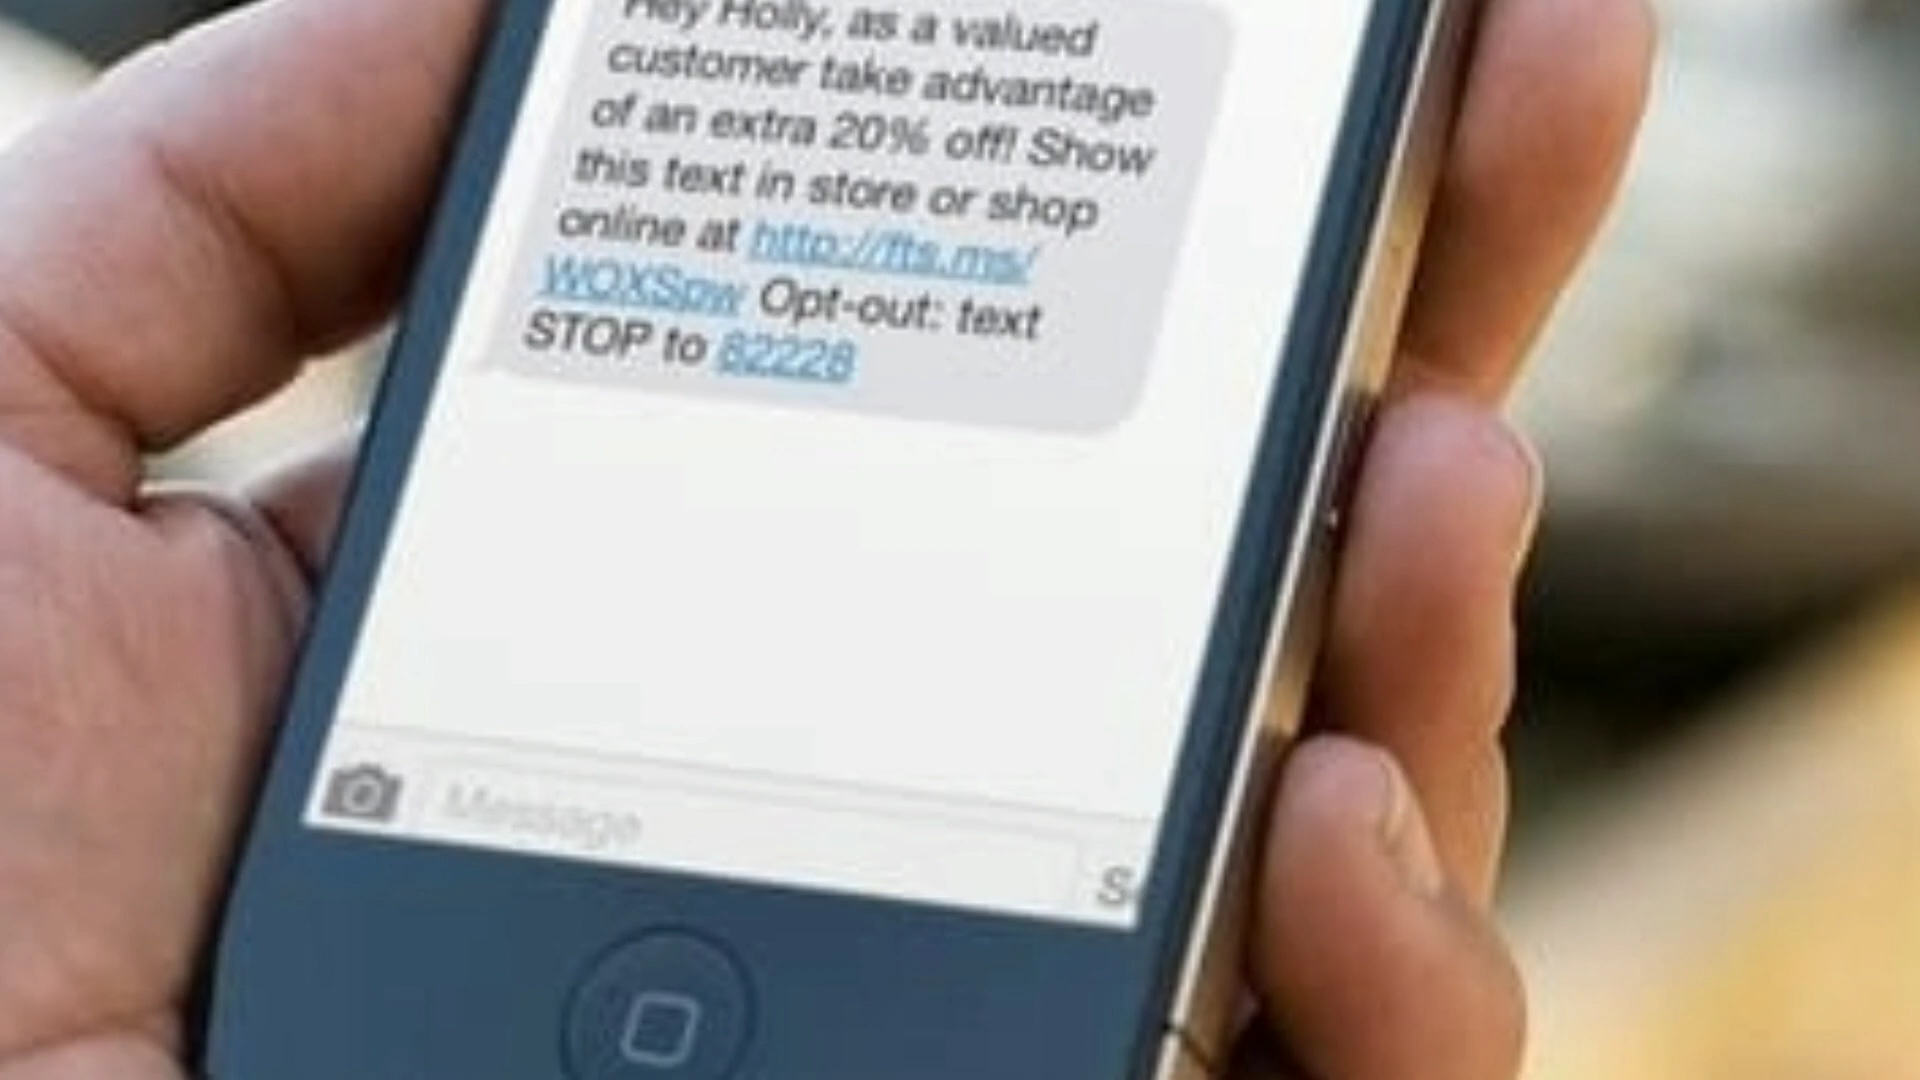 Hey Holly, as a valued
customer take advantage
of an extra 20% off! Show
this text in store or shop
online at http://fts.ms/
WOXSpw Opt-out: text
STOP to 82228
Message
S